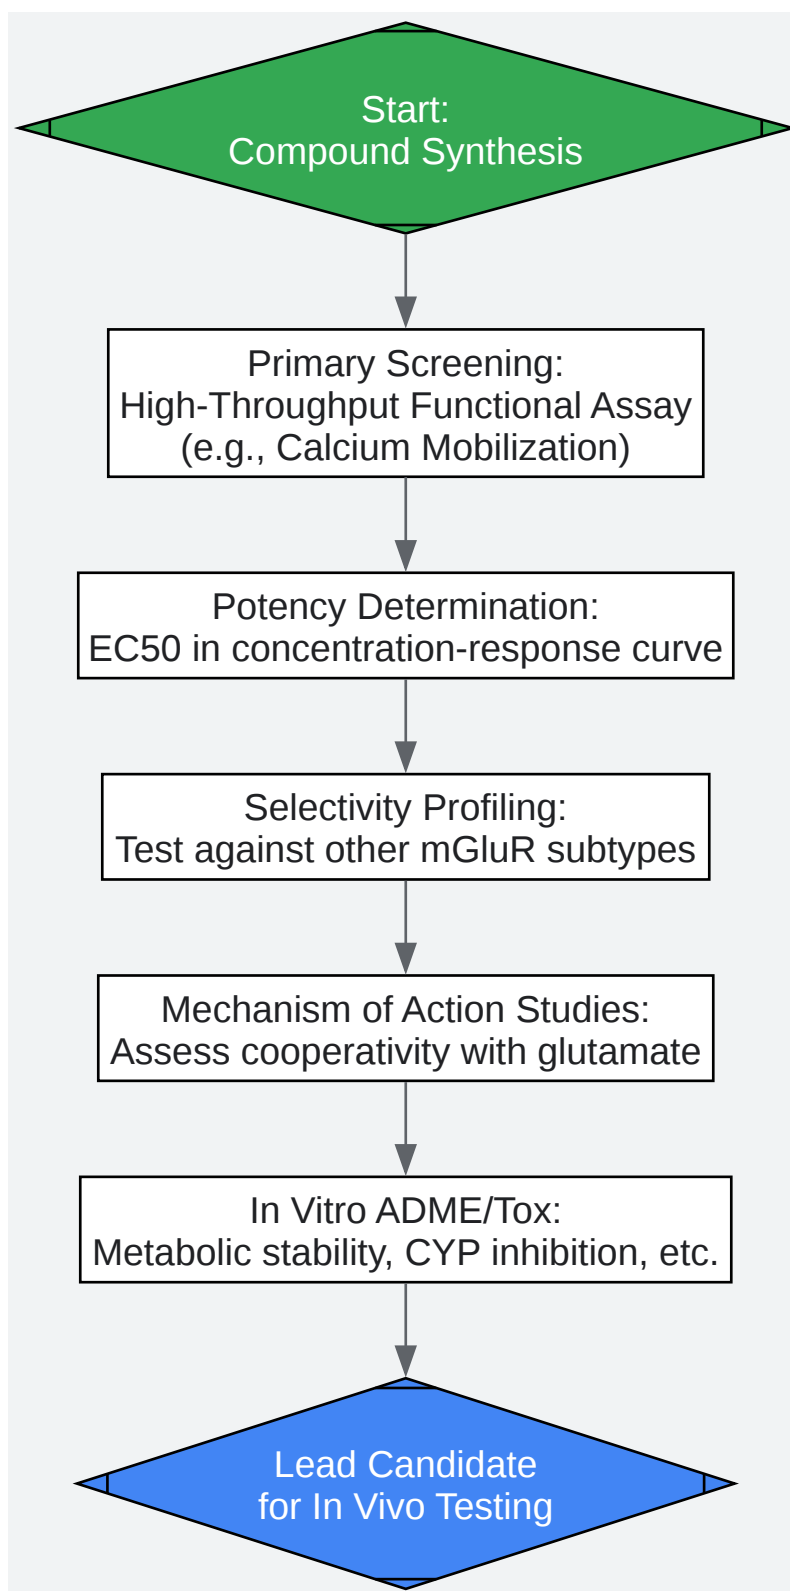 Start:
Compound Synthesis
Primary Screening:
High-Throughput Functional Assay
(e.g., Calcium Mobilization)
Potency Determination:
EC50 in concentration-response curve
Selectivity Profiling:
Test against other mGluR subtypes
Mechanism of Action Studies:
Assess cooperativity with glutamate
In Vitro ADME/Tox:
Metabolic stability, CYP inhibition, etc.
Lead Candidate
for In Vivo Testing